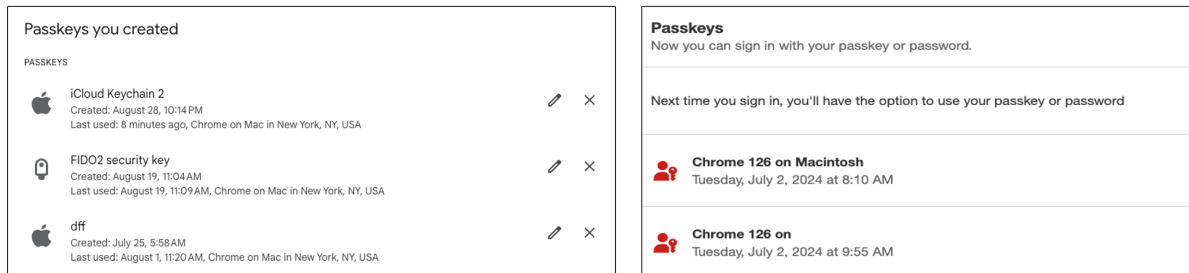 Passkeys you created
PASSKEYS
iCloud Keychain 2
Created: August 28, 10:14 PM
Last used: 8 minutes ago, Chrome on Mac in New York, NY, USA
FIDO2 security key
Created: August 19, 11:04 AM
Last used: August 19, 11:09 AM, Chrome on Mac in New York, NY, USA
dff
Created: July 25, 5:58 AM
Last used: August 1, 11:20 AM, Chrome on Mac in New York, NY, USA
Passkeys
Now you can sign in with your passkey or password.
Next time you sign in, you'll have the option to use your passkey or password
Chrome 126 on Macintosh
Tuesday, July 2, 2024 at 8:10 AM
Chrome 126 on
Tuesday, July 2, 2024 at 9:55 AM